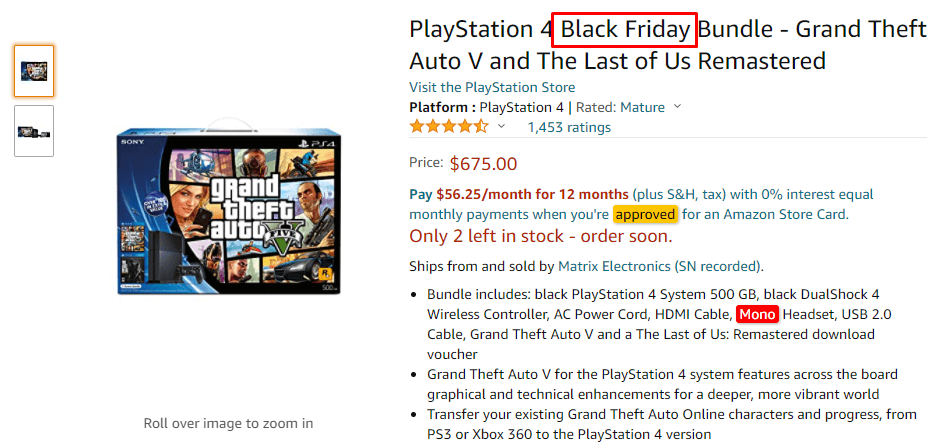 PlayStation 4 Black Friday Bundle - Grand Theft
Auto V and The Last of Us Remastered
Visit the PlayStation Store
Platform : PlayStation 4 | Rated: Mature
1,453 ratings
Price: $675.00
Pay $56.25/month for 12 months (plus S&H, tax) with 0% interest equal
monthly payments when you're approved for an Amazon Store Card.
Only 2 left in stock - order soon.
Ships from and sold by Matrix Electronics (SN recorded).
• Bundle includes: black PlayStation 4 System 500 GB, black DualShock 4
Wireless Controller, AC Power Cord, HDMI Cable, Mono Headset, USB 2.0
Cable, Grand Theft Auto V and a The Last of Us: Remastered download
voucher
• Grand Theft Auto V for the PlayStation 4 system features across the board
graphical and technical enhancements for a deeper, more vibrant world
• Transfer your existing Grand Theft Auto Online characters and progress, from
PS3 or Xbox 360 to the PlayStation 4 version
SONY
PS4
grand
theft
auto V
FIVE
R
Roll over image to zoom in